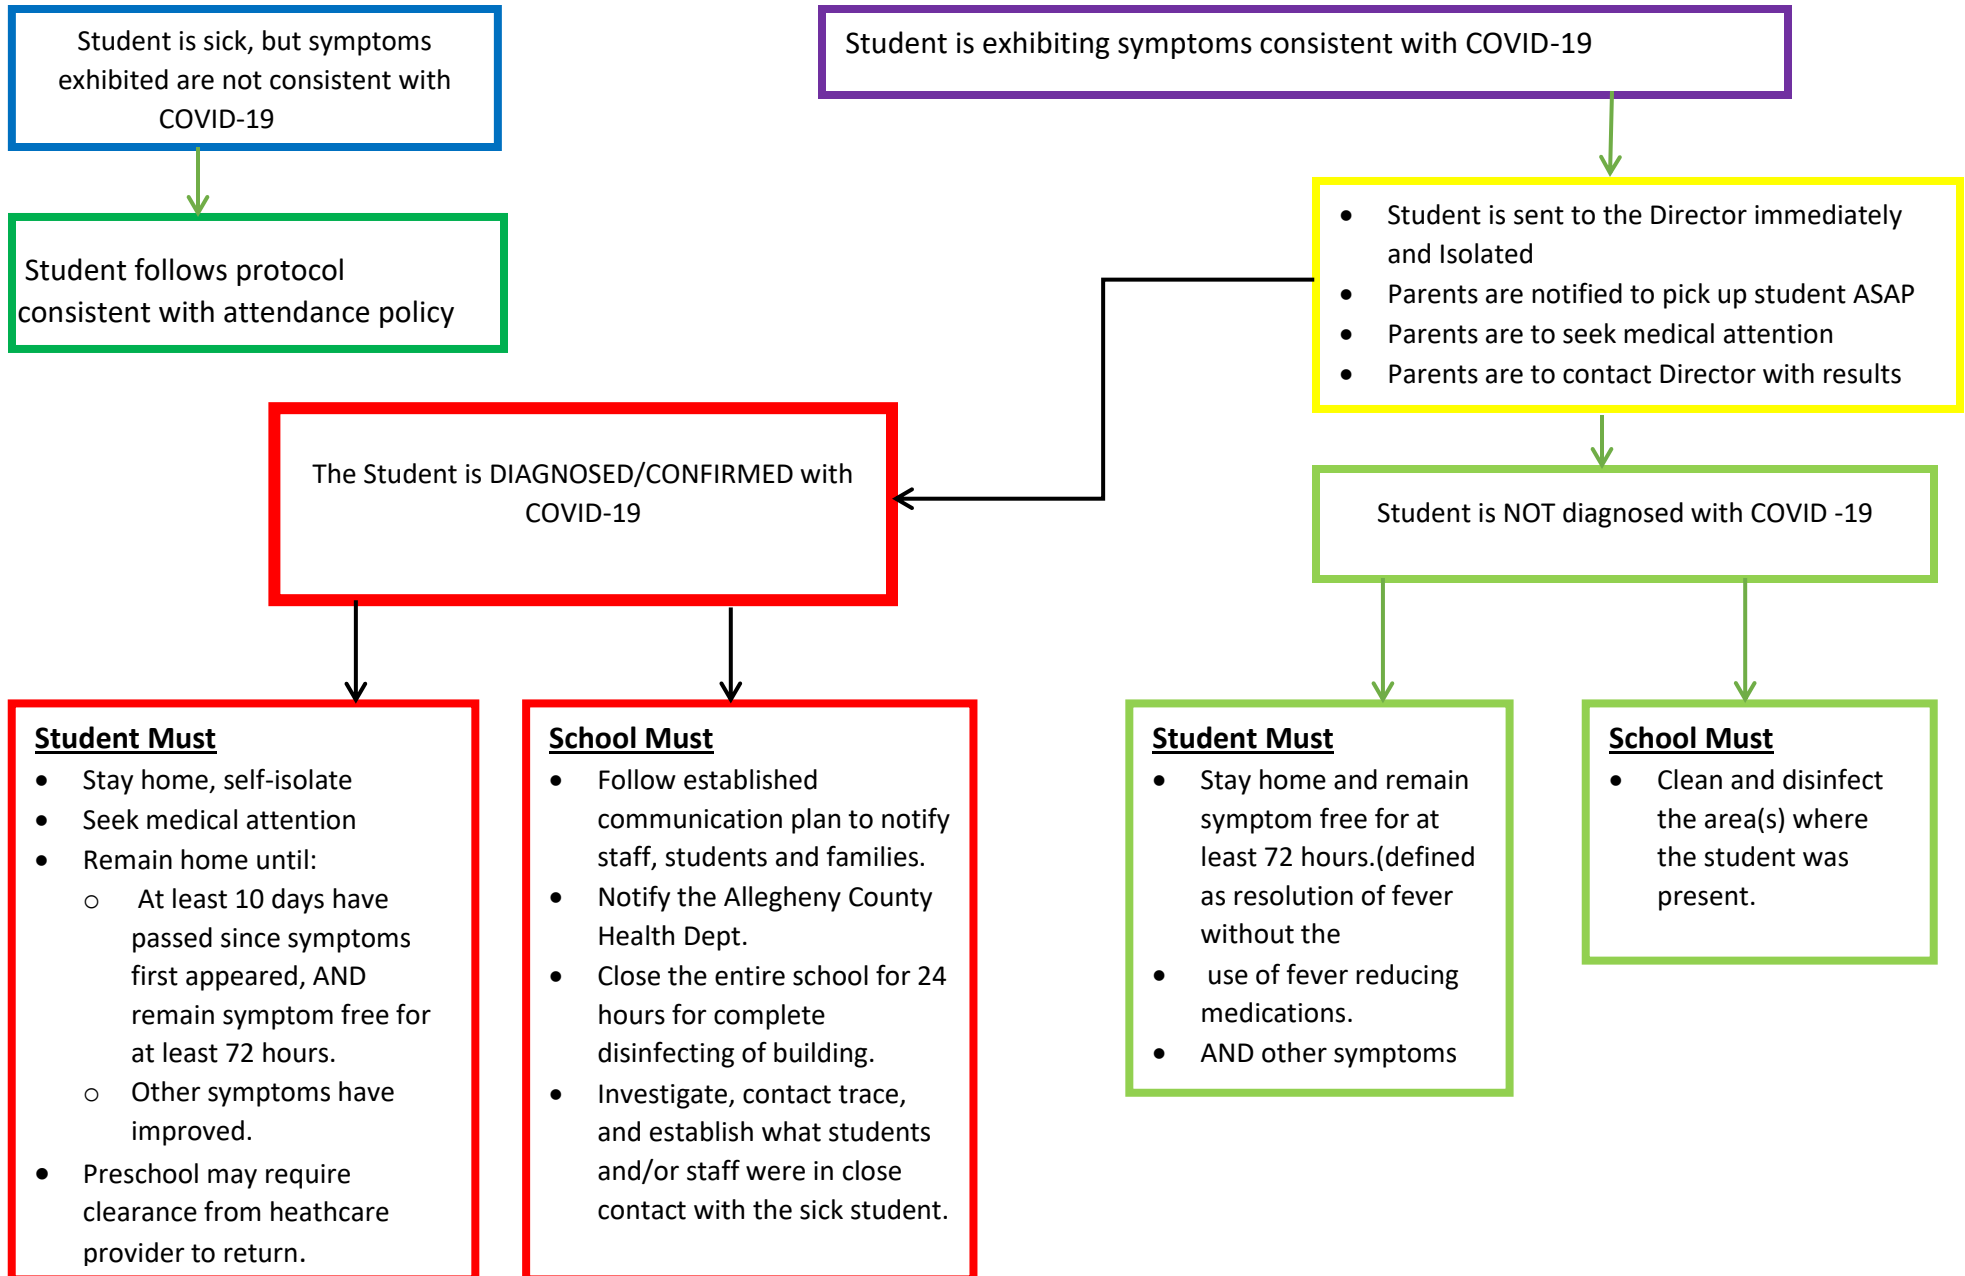 Student is sick, but symptoms
exhibited are not consistent with
COVID-19
Student is exhibiting symptoms consistent with COVID-19
Student follows protocol
consistent with attendance policy
• Student is sent to the Director immediately
and Isolated
• Parents are notified to pick up student ASAP
• Parents are to seek medical attention
• Parents are to contact Director with results
The Student is DIAGNOSED/CONFIRMED with
COVID-19
Student is NOT diagnosed with COVID -19
Student Must
• Stay home, self-isolate
• Seek medical attention
• Remain home until:
o At least 10 days have
passed since symptoms
first appeared, AND
remain symptom free for
at least 72 hours.
o Other symptoms have
improved.
• Preschool may require
clearance from heathcare
provider to return.
School Must
• Follow established
communication plan to notify
staff, students and families.
• Notify the Allegheny County
Health Dept.
• Close the entire school for 24
hours for complete
disinfecting of building.
• Investigate, contact trace,
and establish what students
and/or staff were in close
contact with the sick student.
Student Must
• Stay home and remain
symptom free for at
least 72 hours.(defined
as resolution of fever
without the
• use of fever reducing
medications.
• AND other symptoms
School Must
• Clean and disinfect
the area(s) where
the student was
present.